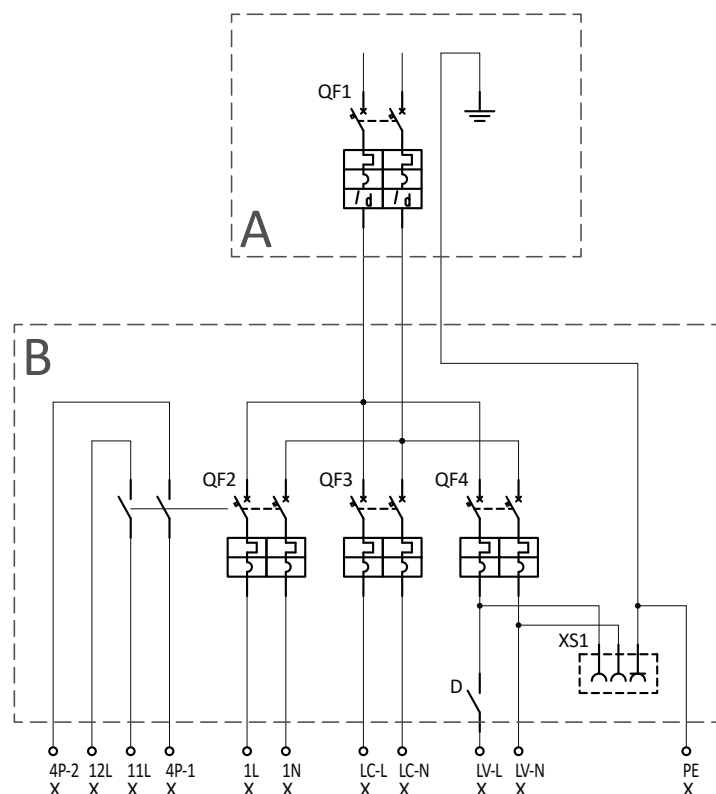 QF1
I d I d
A
B
QF2 QF3 QF4
XS1
D
4P-2 12L 11L 4P-1 1L 1N LC-L LC-N LV-L LV-N PE
X X X X X X X X X X X